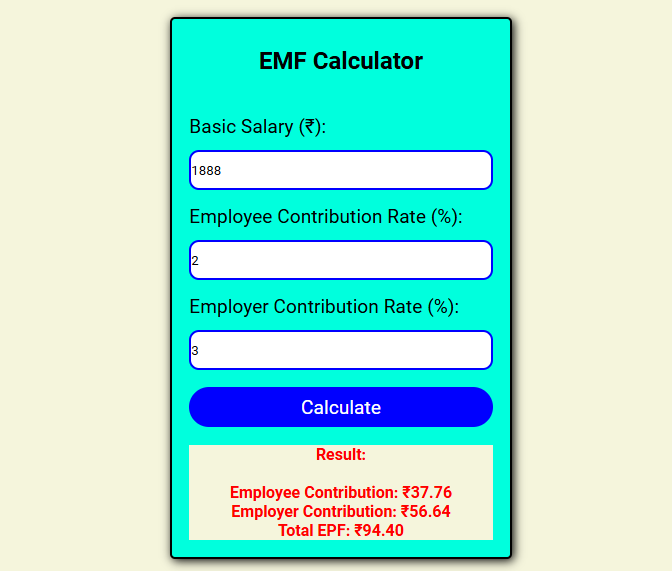 EMF Calculator
Basic Salary (₹):
1888
Employee Contribution Rate (%):
2
Employer Contribution Rate (%):
3
Calculate
Result:
Employee Contribution: ₹37.76
Employer Contribution: ₹56.64
Total EPF: ₹94.40